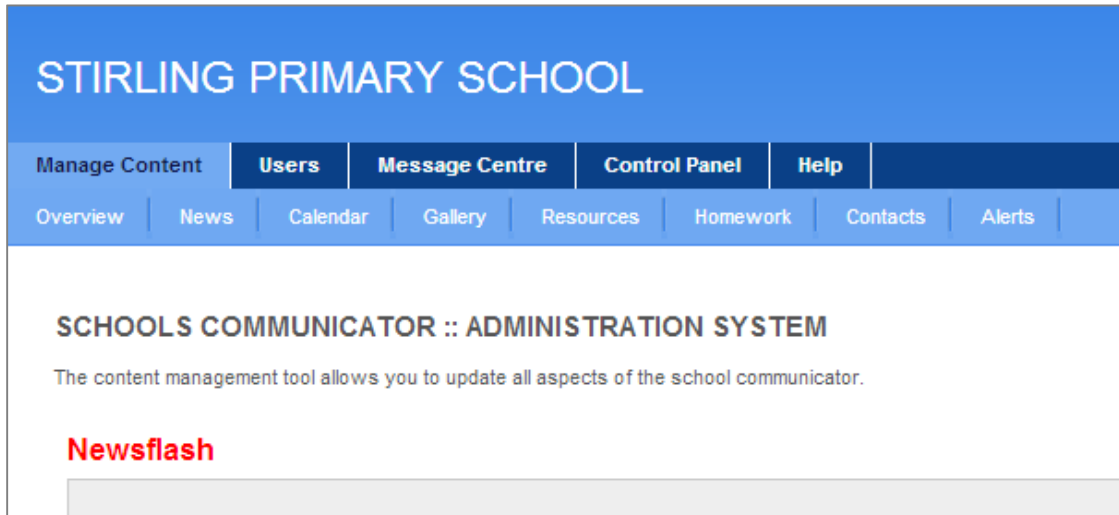 STIRLING PRIMARY SCHOOL
Manage Content Users Message Centre Control Panel Help
Overview News Calendar Gallery Resources Homework Contacts Alerts
SCHOOLS COMMUNICATOR :: ADMINISTRATION SYSTEM
The content management tool allows you to update all aspects of the school communicator.
Newsflash